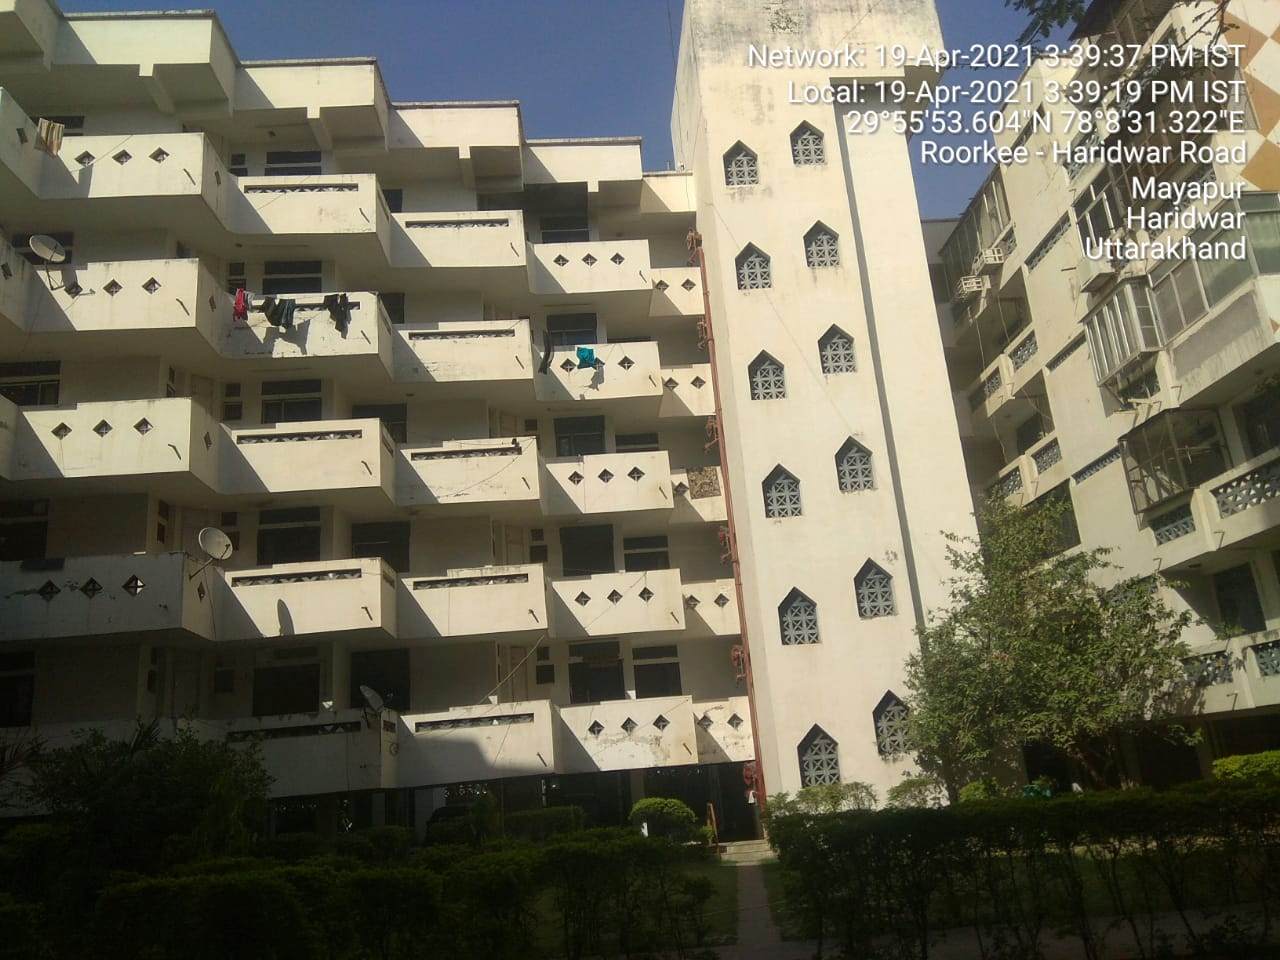 Network: 19-Apr-2021 3:39:37 PM IST
Local: 19-Apr-2021 3:39:19 PM IST
29°55'53.604"N 78°8'31.322"E
Roorkee - Haridwar Road
Mayapur
Haridwar
Uttarakhand